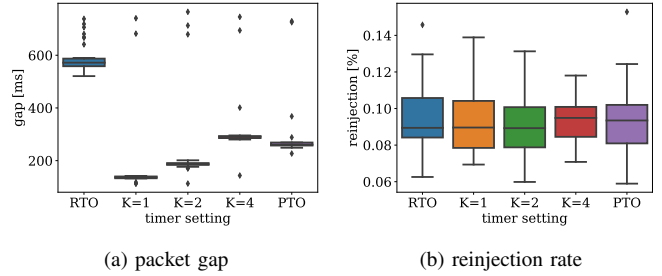 600
400
200
gap [ms]
RTO K=1 K=2 K=4 PTO
timer setting
(a) packet gap
0.14
0.12
0.10
0.08
0.06
reinjection [%]
RTO K=1 K=2 K=4 PTO
timer setting
(b) reinjection rate